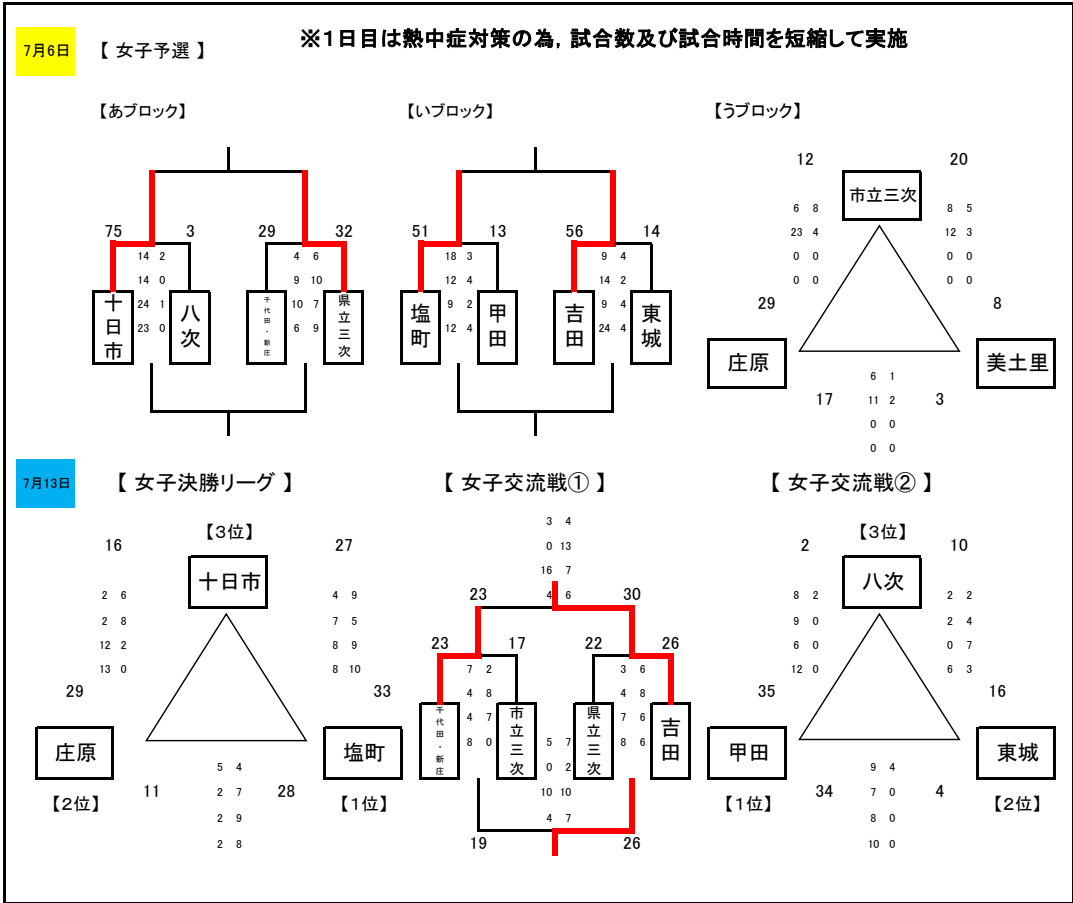 7月6日 【 女子予選 】 ※1日目は熱中症対策の為，試合数及び試合時間を短縮して実施
【あブロック】 【いブロック】 【うブロック】
12 20
市立三次
6 8 8 5
23 4 12 3
0 0 0 0
0 0 0 0
75 3 29 32 51 13 56 14
14 2 4 6 18 3 9 4
14 0 9 10 12 4 14 2
24 1 10 7 9 2 9 4
23 0 6 9 12 4 24 4
十日市 八次 千代田・新庄 県立三次 塩町 甲田 吉田 東城
29 8
庄原 美土里
6 1
17 11 2 3
0 0
0 0
7月13日 【 女子決勝リーグ 】 【 女子交流戦① 】 【 女子交流戦② 】
【3位】
16 27
十日市
2 6 4 9
2 8 7 5
12 2 8 9
13 0 8 10
29 33
庄原 塩町
【2位】 【1位】
5 4
11 2 7 28
2 9
2 8
3 4
0 13
16 7
4 6
23 30
23 17 22 26
7 2 3 6
4 8 4 8
4 7 7 6
8 0 8 6
千代田・新庄 市立三次 県立三次 吉田
5 7
0 2
10 10
4 7
19 26
【3位】
2 10
八次
8 2 2 2
9 0 2 4
6 0 0 7
12 0 6 3
35 16
甲田 東城
【1位】 【2位】
9 4
34 7 0 4
8 0
10 0